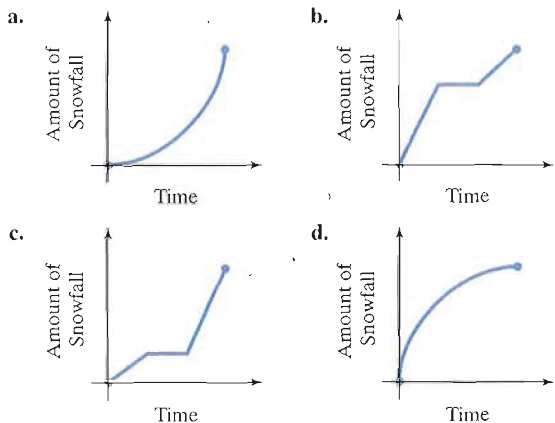 a.
Amount of
Snowfall
Time
b.
Amount of
Snowfall
Time
c.
Amount of
Snowfall
Time
d.
Amount of
Snowfall
Time